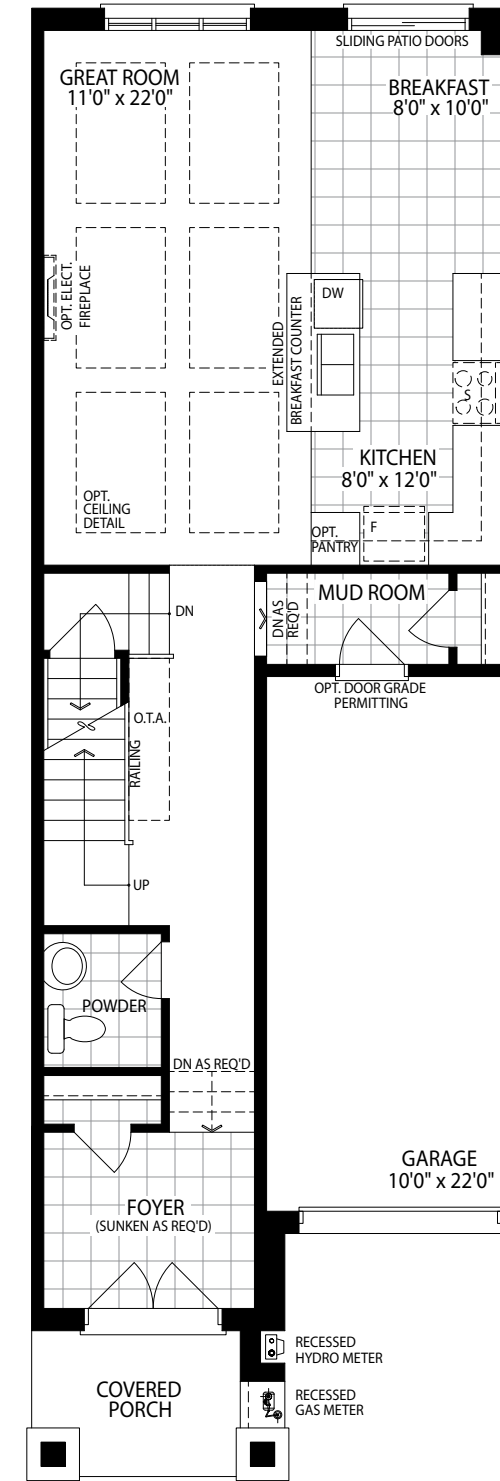 SLIDING PATIO DOORS
GREAT ROOM
11'0" x 22'0"
BREAKFAST
8'0" x 10'0"
OPT. ELECT.
FIREPLACE
DW
EXTENDED
BREAKFAST COUNTER
S
KITCHEN
8'0" x 12'0"
OPT.
CEILING
DETAIL
OPT.
PANTRY
F
DN
DN AS
REQ'D
MUD ROOM
OPT. DOOR GRADE
PERMITTING
O.T.A.
RAILING
UP
POWDER
DN AS REQ'D
GARAGE
10'0" x 22'0"
FOYER
(SUNKEN AS REQ'D)
RECESSED
HYDRO METER
COVERED
PORCH
RECESSED
GAS METER